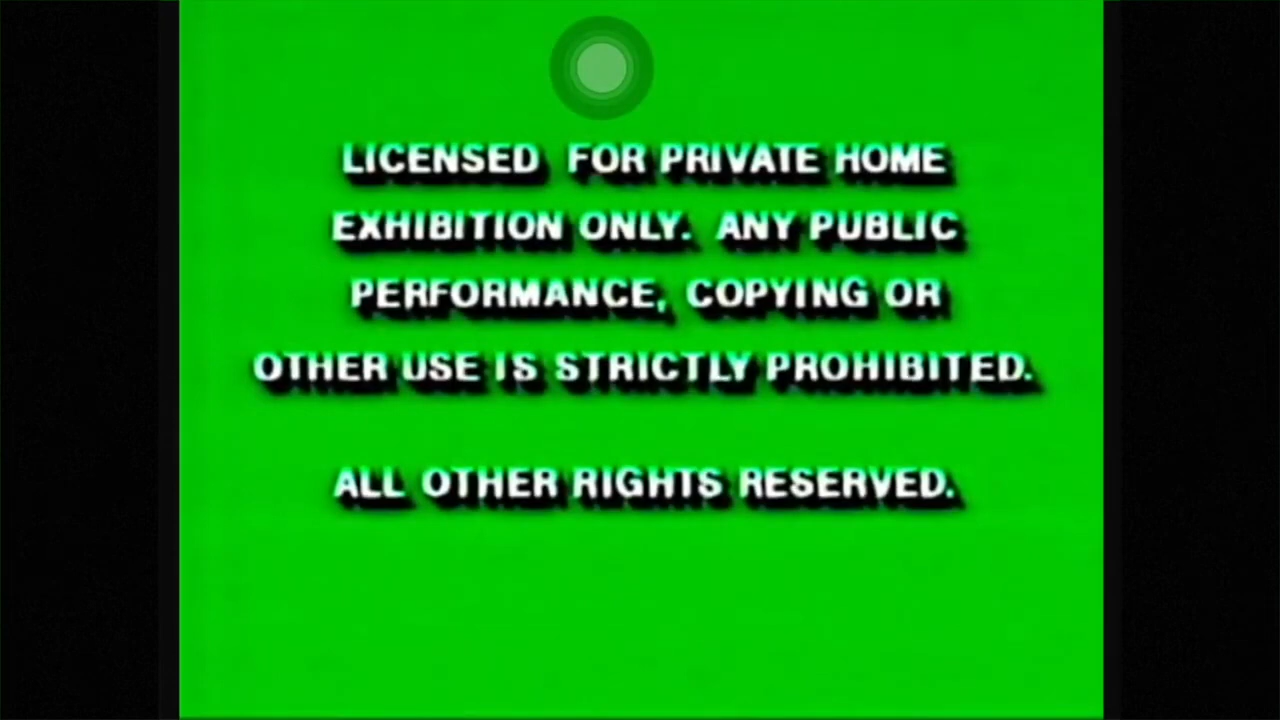 LICENSED FOR PRIVATE HOME
EXHIBITION ONLY. ANY PUBLIC
PERFORMANCE, COPYING OR
OTHER USE IS STRICTLY PROHIBITED.
ALL OTHER RIGHTS RESERVED.